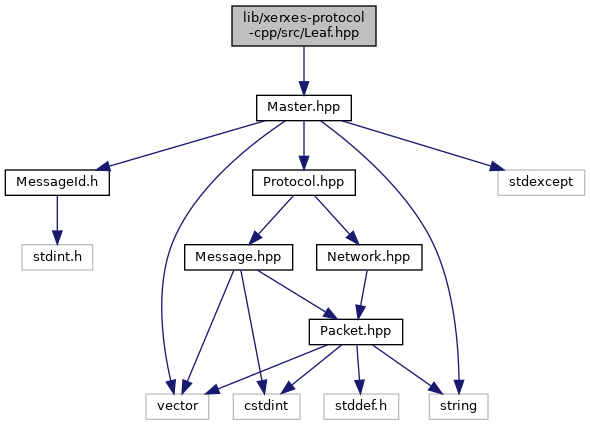 lib/xerxes-protocol
-cpp/src/Leaf.hpp
Master.hpp
MessageId.h
Protocol.hpp
stdexcept
stdint.h
Message.hpp
Network.hpp
Packet.hpp
vector
cstdint
stddef.h
string